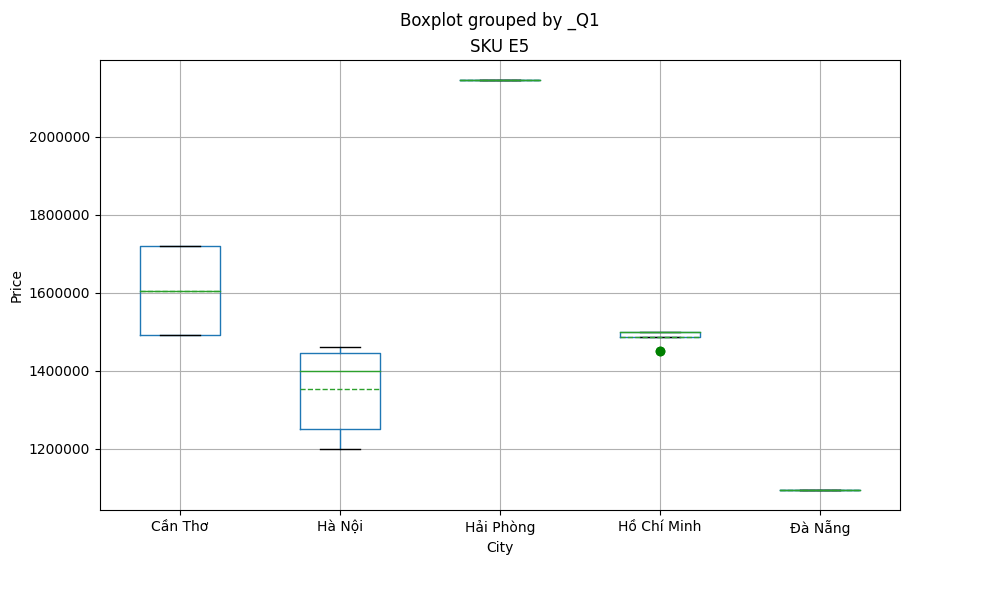 Boxplot grouped by _Q1
SKU E5
2000000
1800000
1600000
1400000
1200000
Price
Cần Thơ
Hà Nội
Hải Phòng
Hồ Chí Minh
Đà Nẵng
City